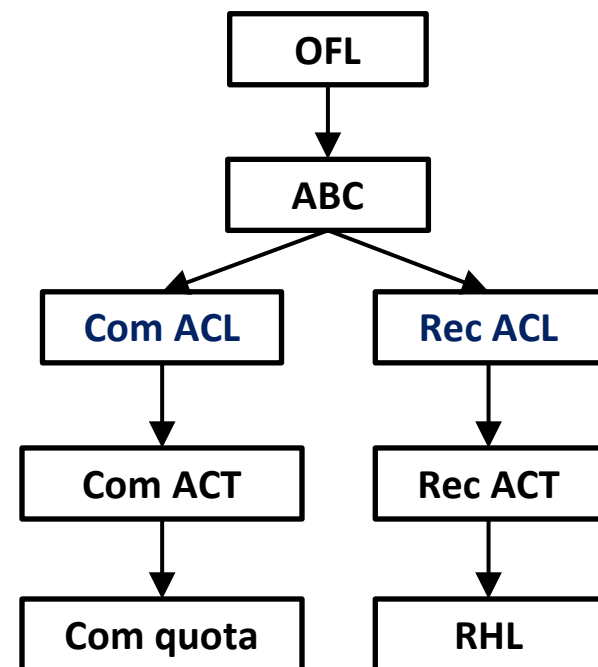 OFL
ABC
Com ACL
Rec ACL
Com ACT
Rec ACT
Com quota
RHL